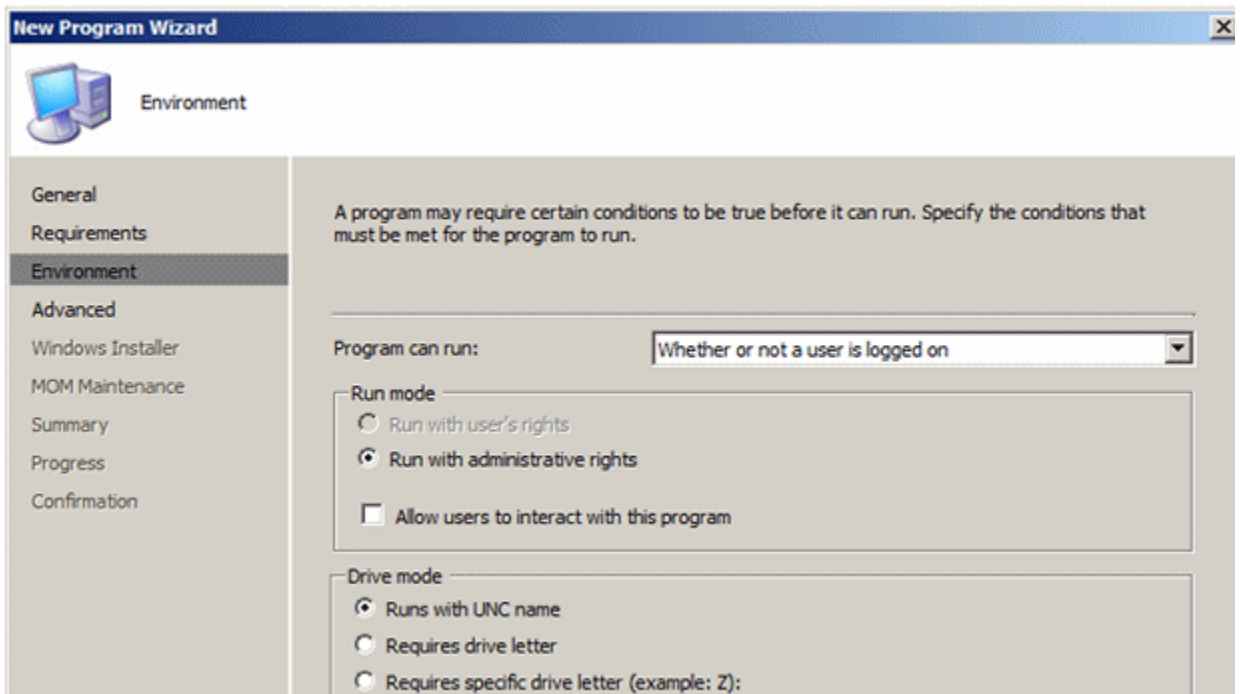 New Program Wizard
Environment
General
Requirements
Environment
Advanced
Windows Installer
MOM Maintenance
Summary
Progress
Confirmation
A program may require certain conditions to be true before it can run. Specify the conditions that
must be met for the program to run.
Program can run:
Whether or not a user is logged on
Run mode
Run with user's rights
Run with administrative rights
Allow users to interact with this program
Drive mode
Runs with UNC name
Requires drive letter
Requires specific drive letter (example: Z):